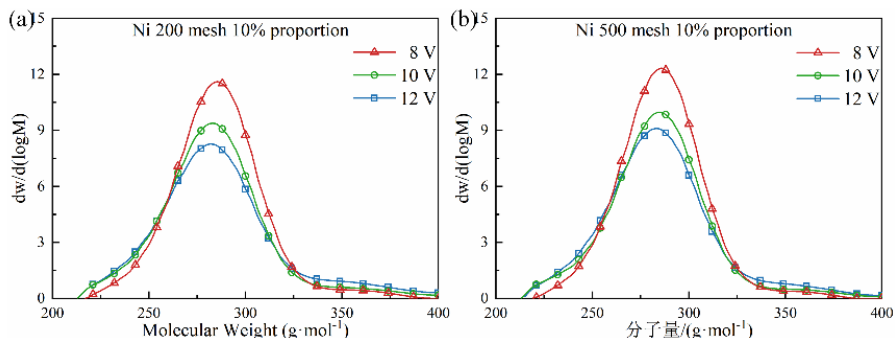 (a)
Ni 200 mesh 10% proportion
8 V
10 V
12 V
dw/d(logM)
15
12
9
6
3
0
200
250
300
350
400
Molecular Weight (g·mol⁻¹)
(b)
Ni 500 mesh 10% proportion
8 V
10 V
12 V
dw/d(logM)
15
12
9
6
3
0
200
250
300
350
400
分子量/(g·mol⁻¹)